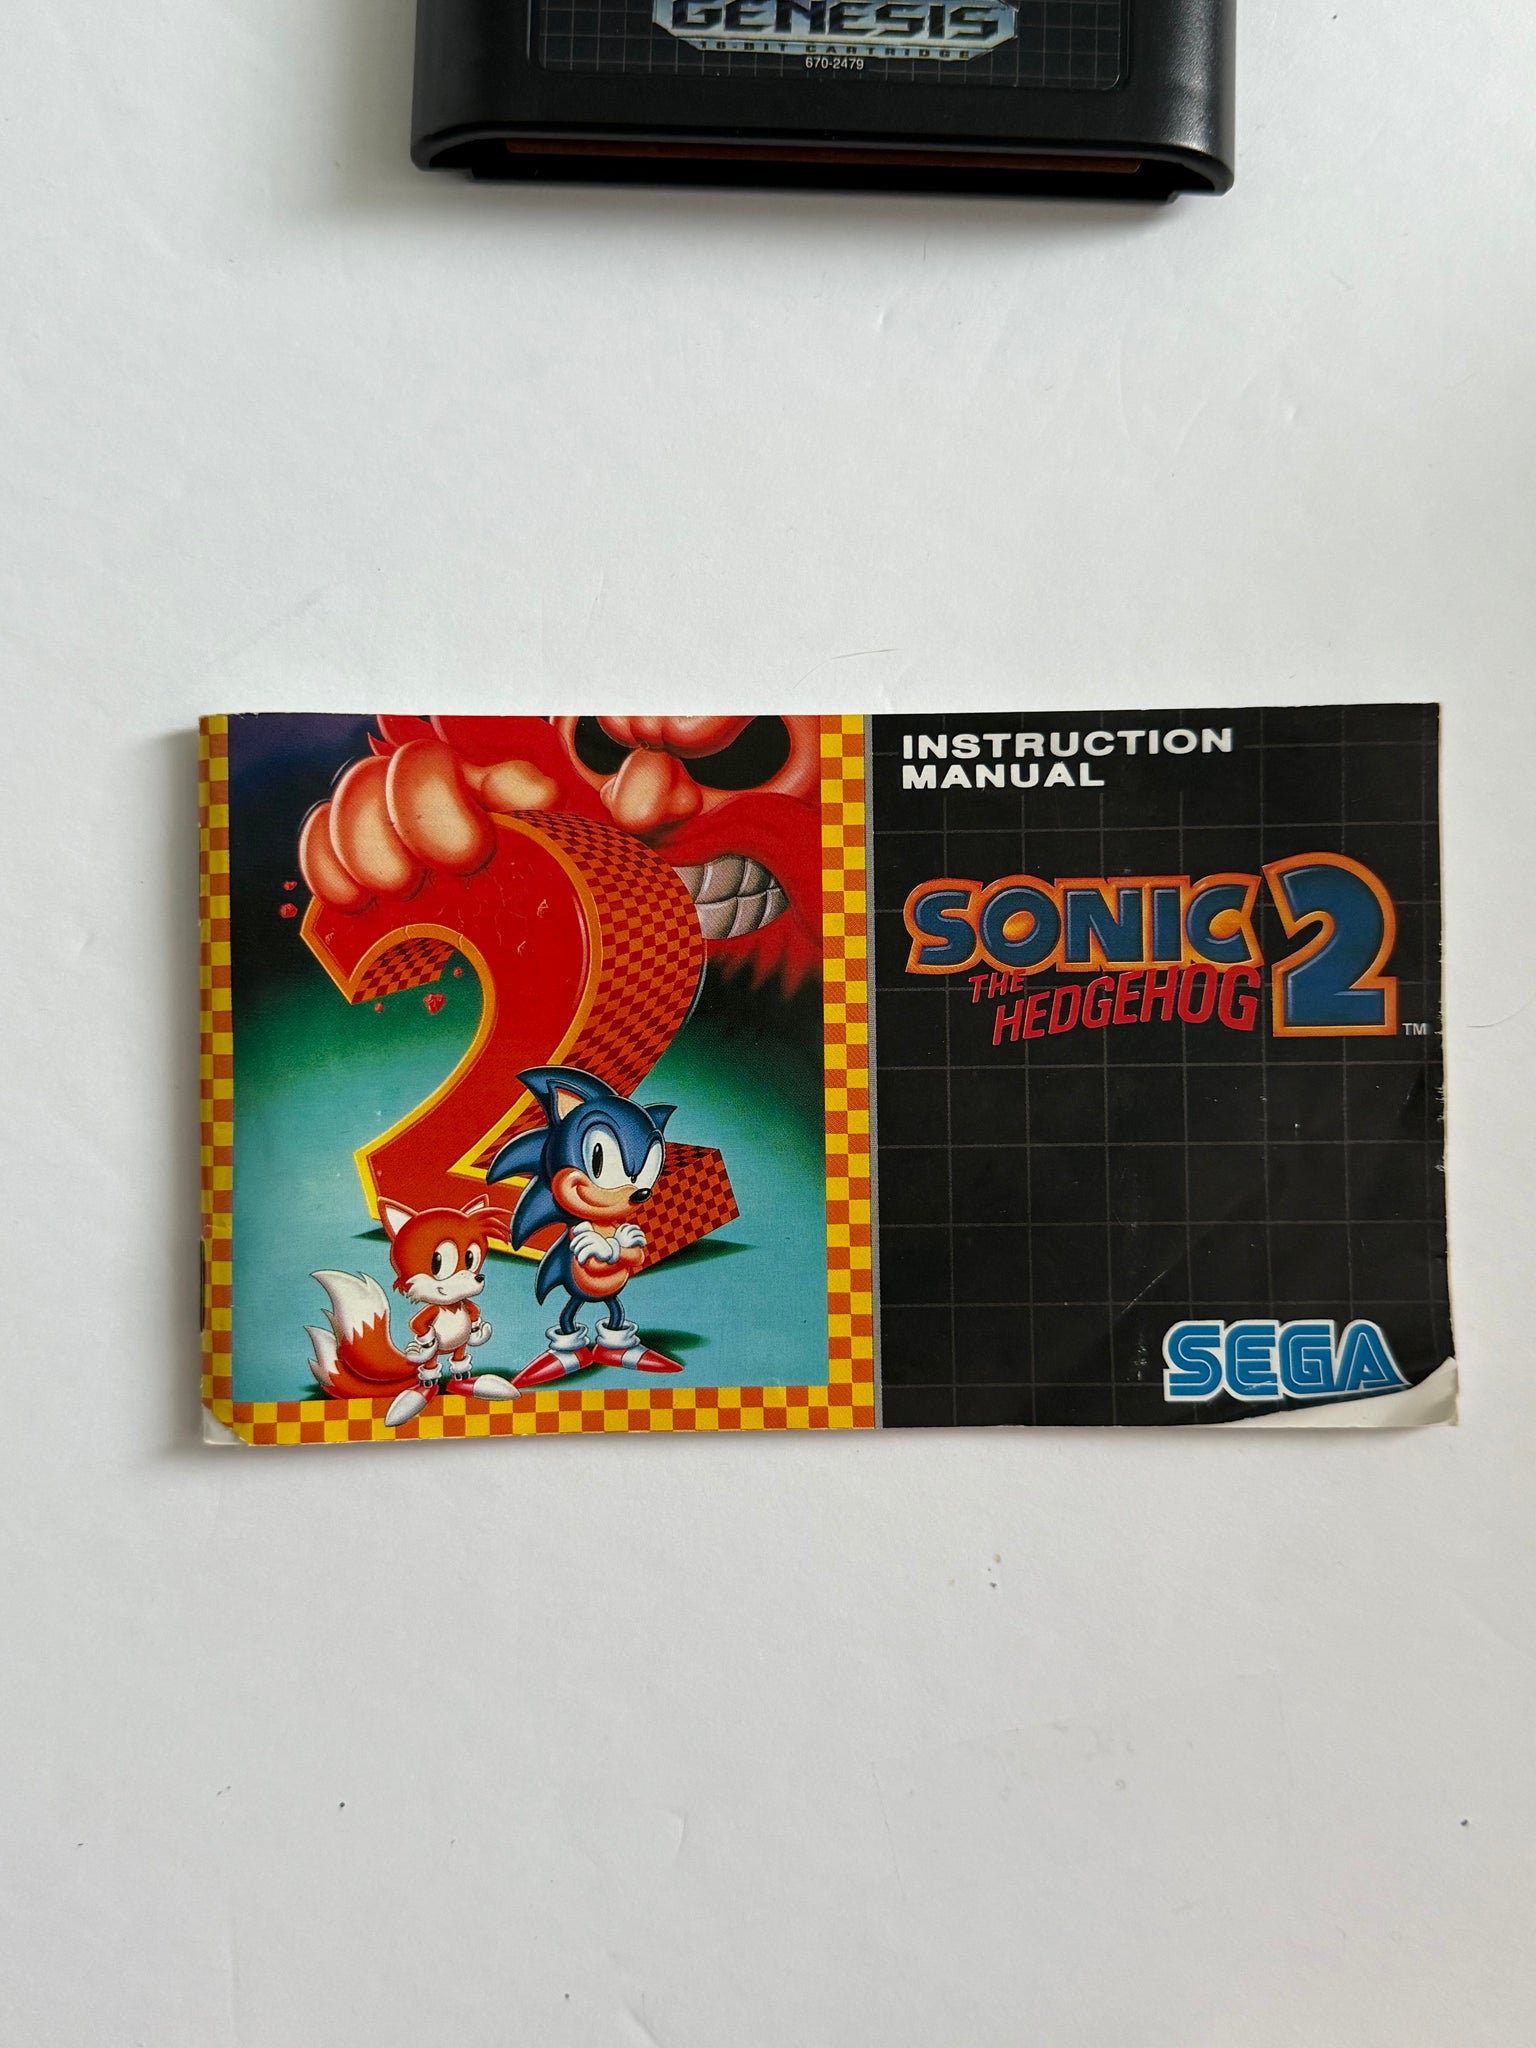 GENESIS
16-BIT CARTRIDGE
670-2479
INSTRUCTION
MANUAL
SONIC 2
THE
HEDGEHOG
TM
SEGA